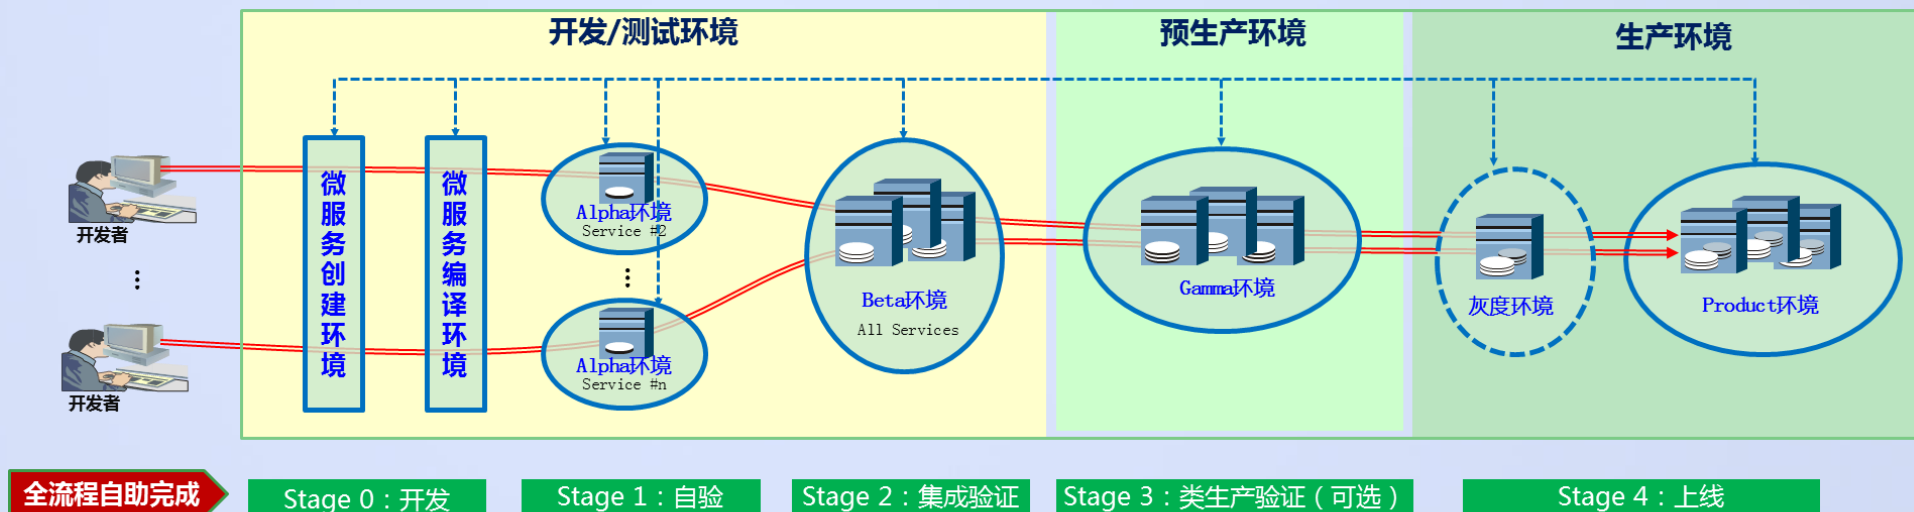 开发/测试环境
预生产环境
生产环境
开发者
开发者
微服务创建环境
微服务编译环境
Alpha环境
Service #2
Alpha环境
Service #n
Beta环境
All Services
Gamma环境
灰度环境
Product环境
全流程自助完成
Stage 0：开发
Stage 1：自验
Stage 2：集成验证
Stage 3：类生产验证（可选）
Stage 4：上线